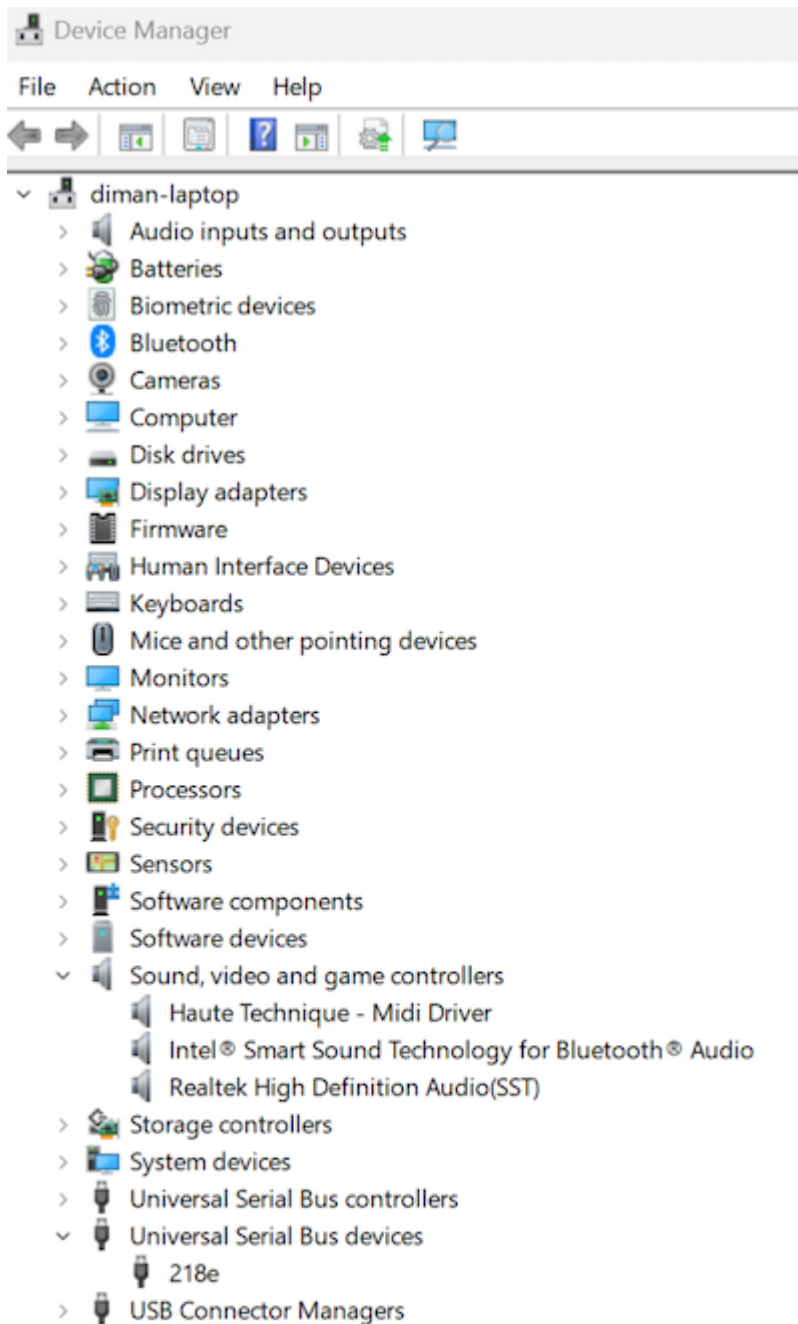 Device Manager
File Action View Help
diman-laptop
Audio inputs and outputs
Batteries
Biometric devices
Bluetooth
Cameras
Computer
Disk drives
Display adapters
Firmware
Human Interface Devices
Keyboards
Mice and other pointing devices
Monitors
Network adapters
Print queues
Processors
Security devices
Sensors
Software components
Software devices
Sound, video and game controllers
Haute Technique - Midi Driver
Intel® Smart Sound Technology for Bluetooth® Audio
Realtek High Definition Audio(SST)
Storage controllers
System devices
Universal Serial Bus controllers
Universal Serial Bus devices
218e
USB Connector Managers